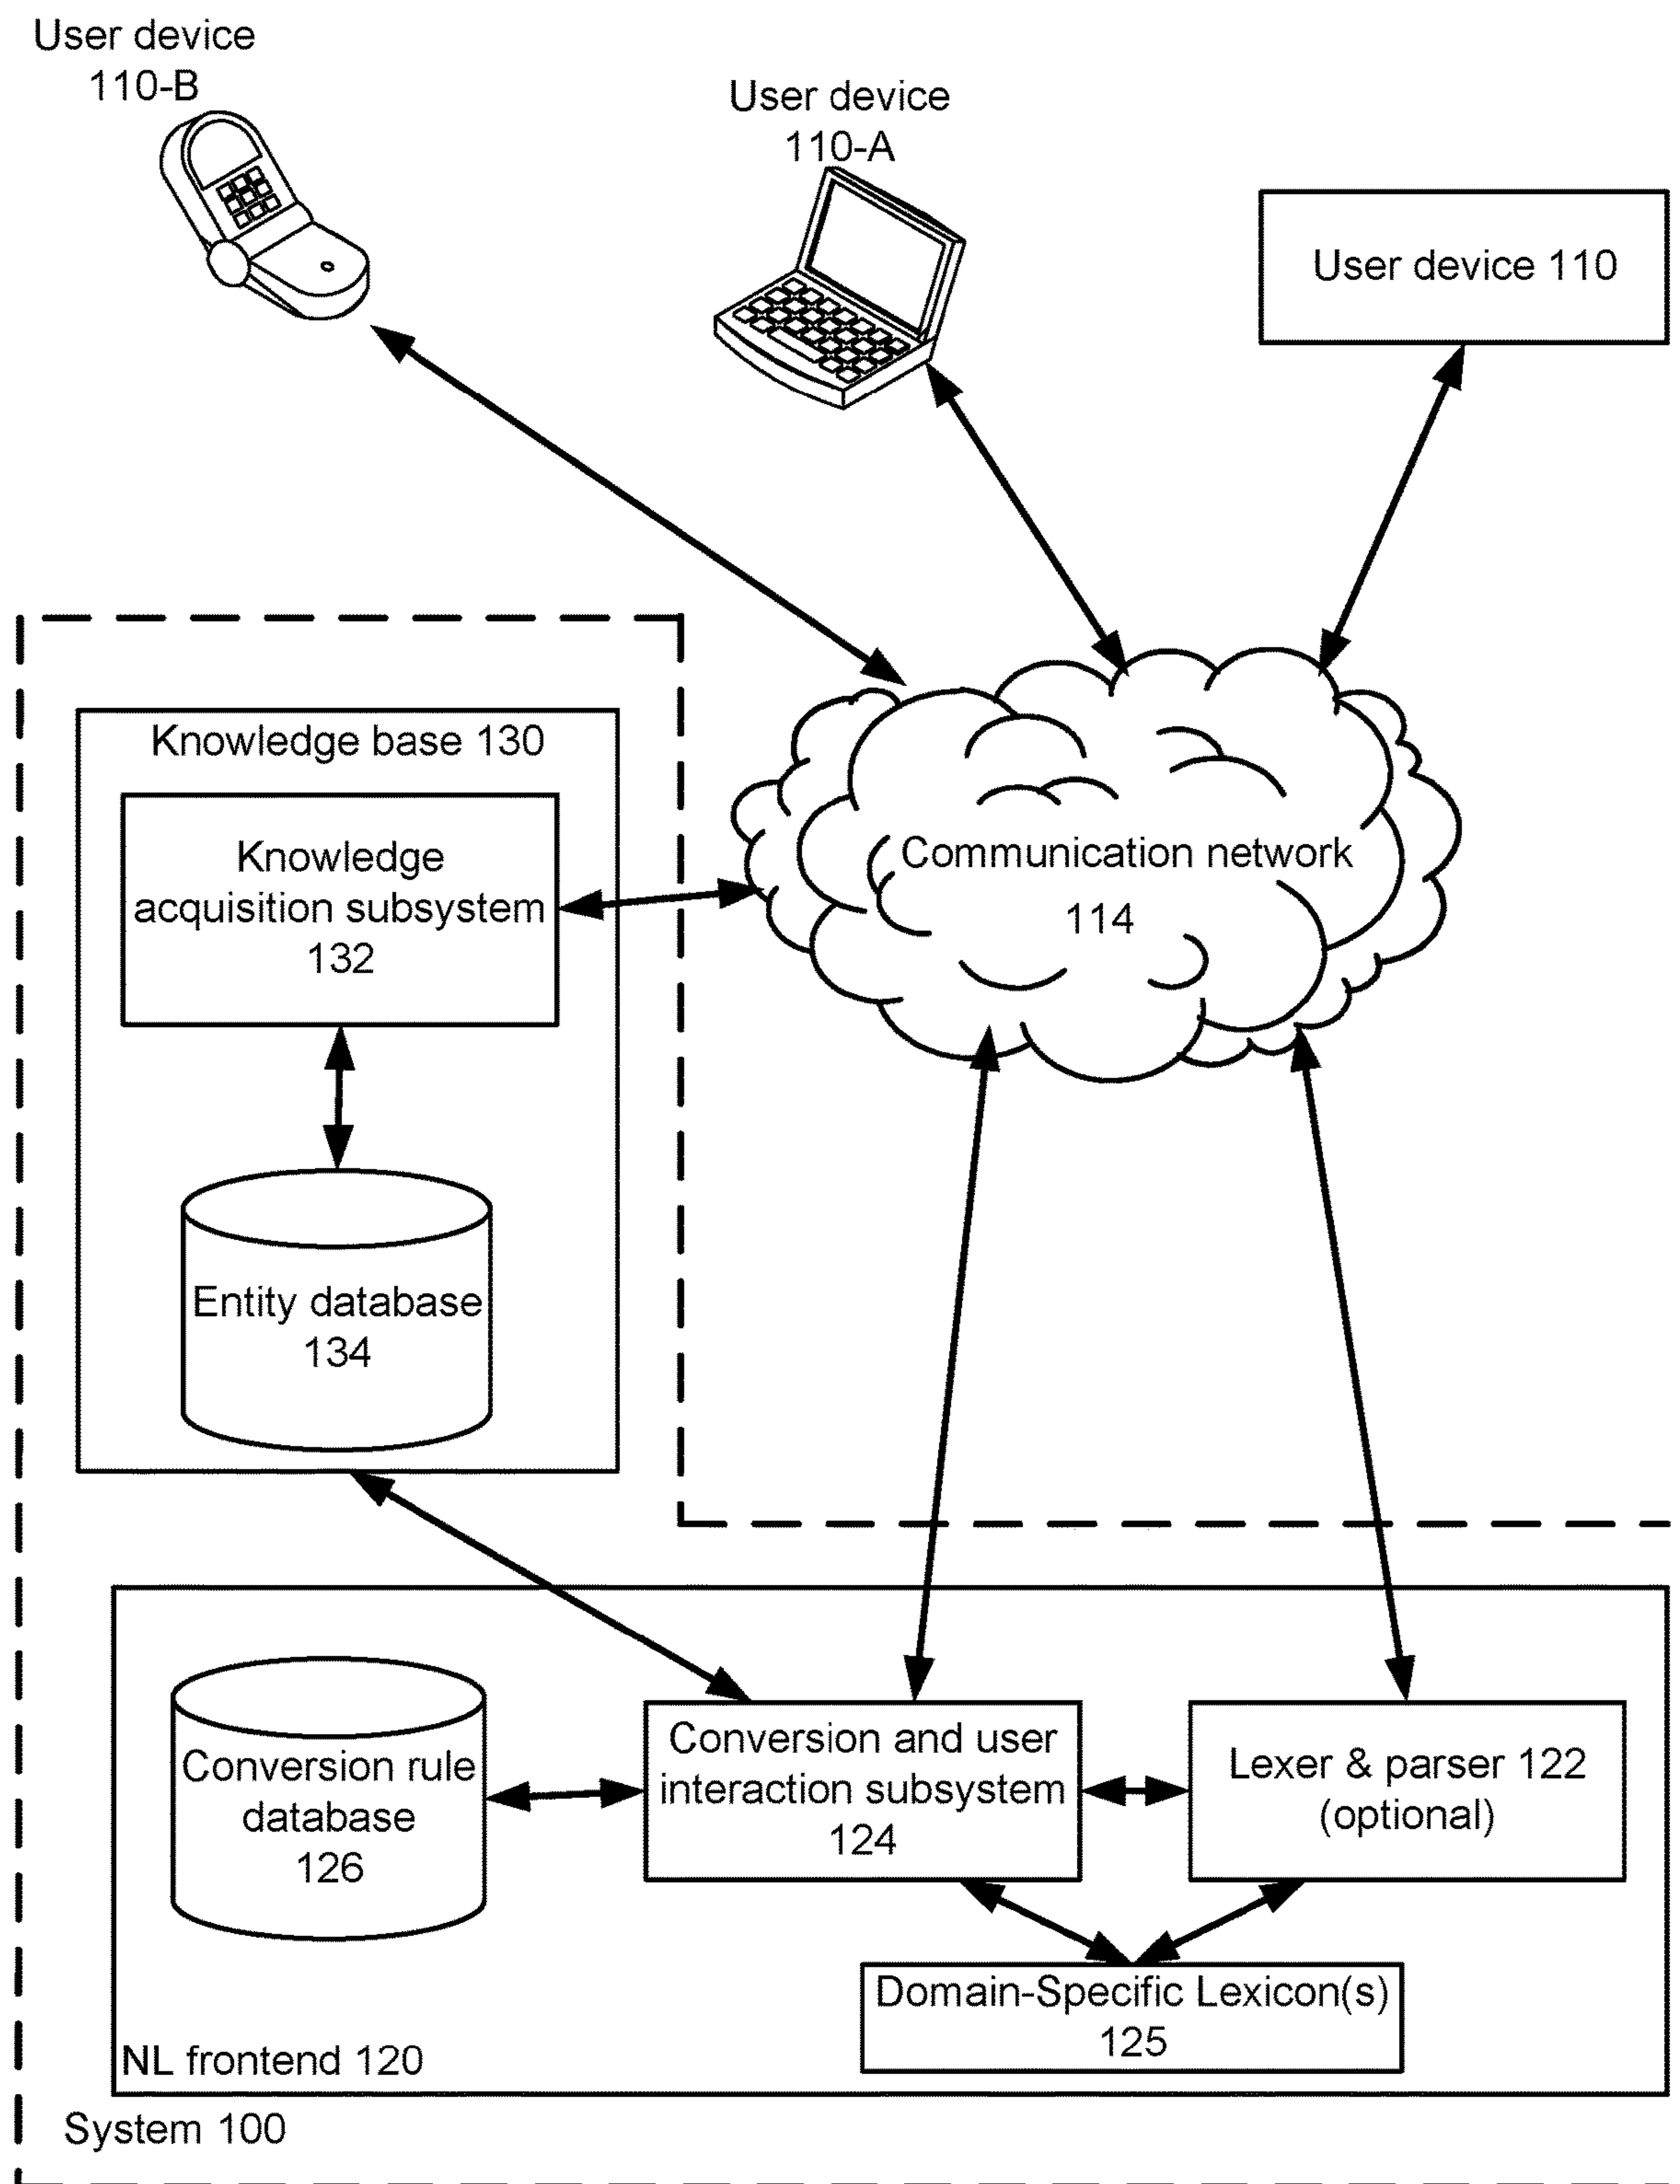 User device
110-B
User device
110-A
User device 110
Knowledge base 130
Knowledge
acquisition subsystem
132
Communication network
114
Entity database
134
Conversion rule
database
126
Conversion and user
interaction subsystem
124
Lexer & parser 122
(optional)
Domain-Specific Lexicon(s)
125
NL frontend 120
System 100